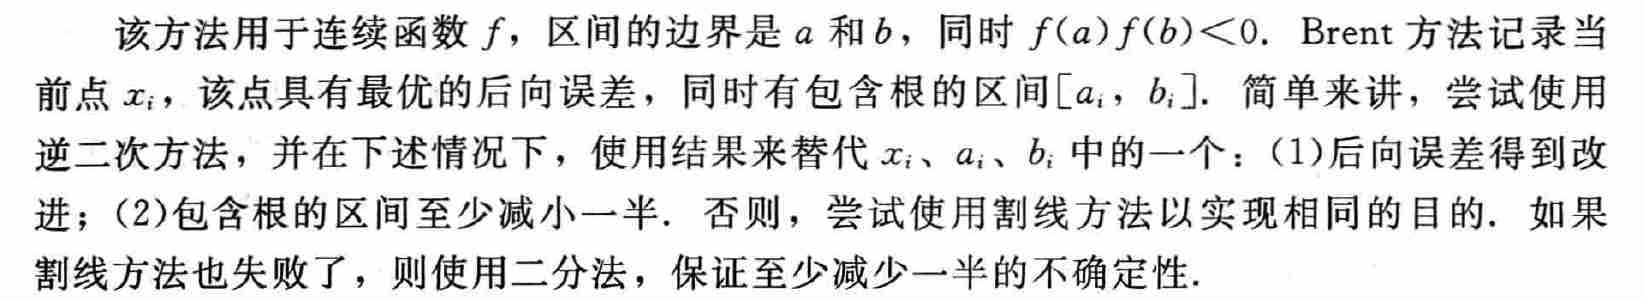 该方法用于连续函数 f，区间的边界是 a 和 b，同时 f(a)f(b)<0. Brent 方法记录当
前点 xᵢ，该点具有最优的后向误差，同时有包含根的区间[aᵢ，bᵢ]. 简单来讲，尝试使用
逆二次方法，并在下述情况下，使用结果来替代 xᵢ、aᵢ、bᵢ 中的一个：(1)后向误差得到改
进；(2)包含根的区间至少减小一半. 否则，尝试使用割线方法以实现相同的目的. 如果
割线方法也失败了，则使用二分法，保证至少减少一半的不确定性.